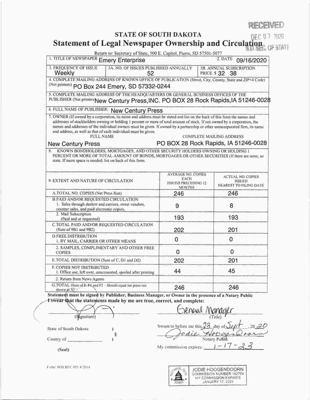 RECEIVED
DEC 07 2020
STATE OF SOUTH DAKOTA
Statement of Legal Newspaper Ownership and Circulation
Return to: Secretary of State, 500 E. Capitol, Pierre, SD 57501-5077
1. TITLE OF NEWSPAPER Emery Enterprise
2. DATE 09/16/2020
3. FREQUENCY OF ISSUE
Weekly
3A. NO. OF ISSUES PUBLISHED ANNUALLY
52
3B. ANNUAL SUBSCRIPTION
PRICE $ 32 38
4. COMPLETE MAILING ADDRESS OF KNOWN OFFICE OF PUBLICATION (Street, City, County, State and ZIP+4 Code)
(Not printers) PO Box 244 Emery, SD 57332-0244
5. COMPLETE MAILING ADDRESS OF THE HEADQUARTERS OR GENERAL BUSINESS OFFICES OF THE
PUBLISHER (Not printers) New Century Press,INC. PO BOX 28 Rock Rapids,IA 51246-0028
6. FULL NAME OF PUBLISHER: New Century Press
7. OWNER (If owned by a corporation, its name and address must be stated and list on the back of this form the names and
addresses of stockholders owning or holding 1 percent or more of total amount of stock. If not owned by a corporation, the
names and addresses of the individual owners must be given. If owned by a partnership or other unincorporated firm, its name
and address, as well as that of each individual must be given.
FULL NAME
COMPLETE MAILING ADDRESS
New Century Press
PO BOX 28 Rock Rapids, IA 51246-0028
8. KNOWN BONDHOLDERS, MORTGAGES, AND OTHER SECURITY HOLDERS OWNING OR HOLDING 1
PERCENT OR MORE OF TOTAL AMOUNT OF BONDS, MORTGAGES OR OTHER SECURITIES (If there are none, so
state. If more space is needed, list on back of this form.
9. EXTENT AND NATURE OF CIRCULATION
AVERAGE NO. COPIES
EACH
ISSUED PRECEDING 12
MONTHS
ACTUAL NO. COPIES
ISSUED
NEAREST TO FILING DATE
A. TOTAL NO. COPIES (Net Press Run)
246
246
B. PAID AND/OR REQUESTED CIRCULATION
1. Sales through dealers and carriers, street vendors,
counter sales, and paid electronic copies.
9
8
2. Mail Subscription
(Paid and or requested)
193
193
C. TOTAL PAID AND/OR REQUESTED CIRCULATION
(Sum of 9B1 and 9B2)
202
201
D. FREE DISTRIBUTION
1. BY MAIL, CARRIER OR OTHER MEANS
0
0
2. SAMPLES, COMPLIMENTARY AND OTHER FREE
COPIES
0
0
E. TOTAL DISTRIBUTION (Sum of C, D1 and D2)
202
201
F. COPIES NOT DISTRIBUTED
1. Office use, left over, unaccounted, spoiled after printing
44
45
2. Return from News Agents
G. TOTAL (Sum of E, F1 and F2 - Should equal net press run
shown in A)
246
246
Statement must is signed by Publisher, Business Manager, or Owner in the presence of a Notary Public
I swear that the statements made by me are true, correct, and complete:
(Signature)
General Manager
(Title)
State of South Dakota )
County of )
(Seal)
Sworn to before me this 23 day of Sept 2020
Jodie Hoogendoorn
Notary Public
My commission expires: 1-17-23
JODIE HOOGENDOORN
MY COMMISSION EXPIRES
JANUARY 17, 2023